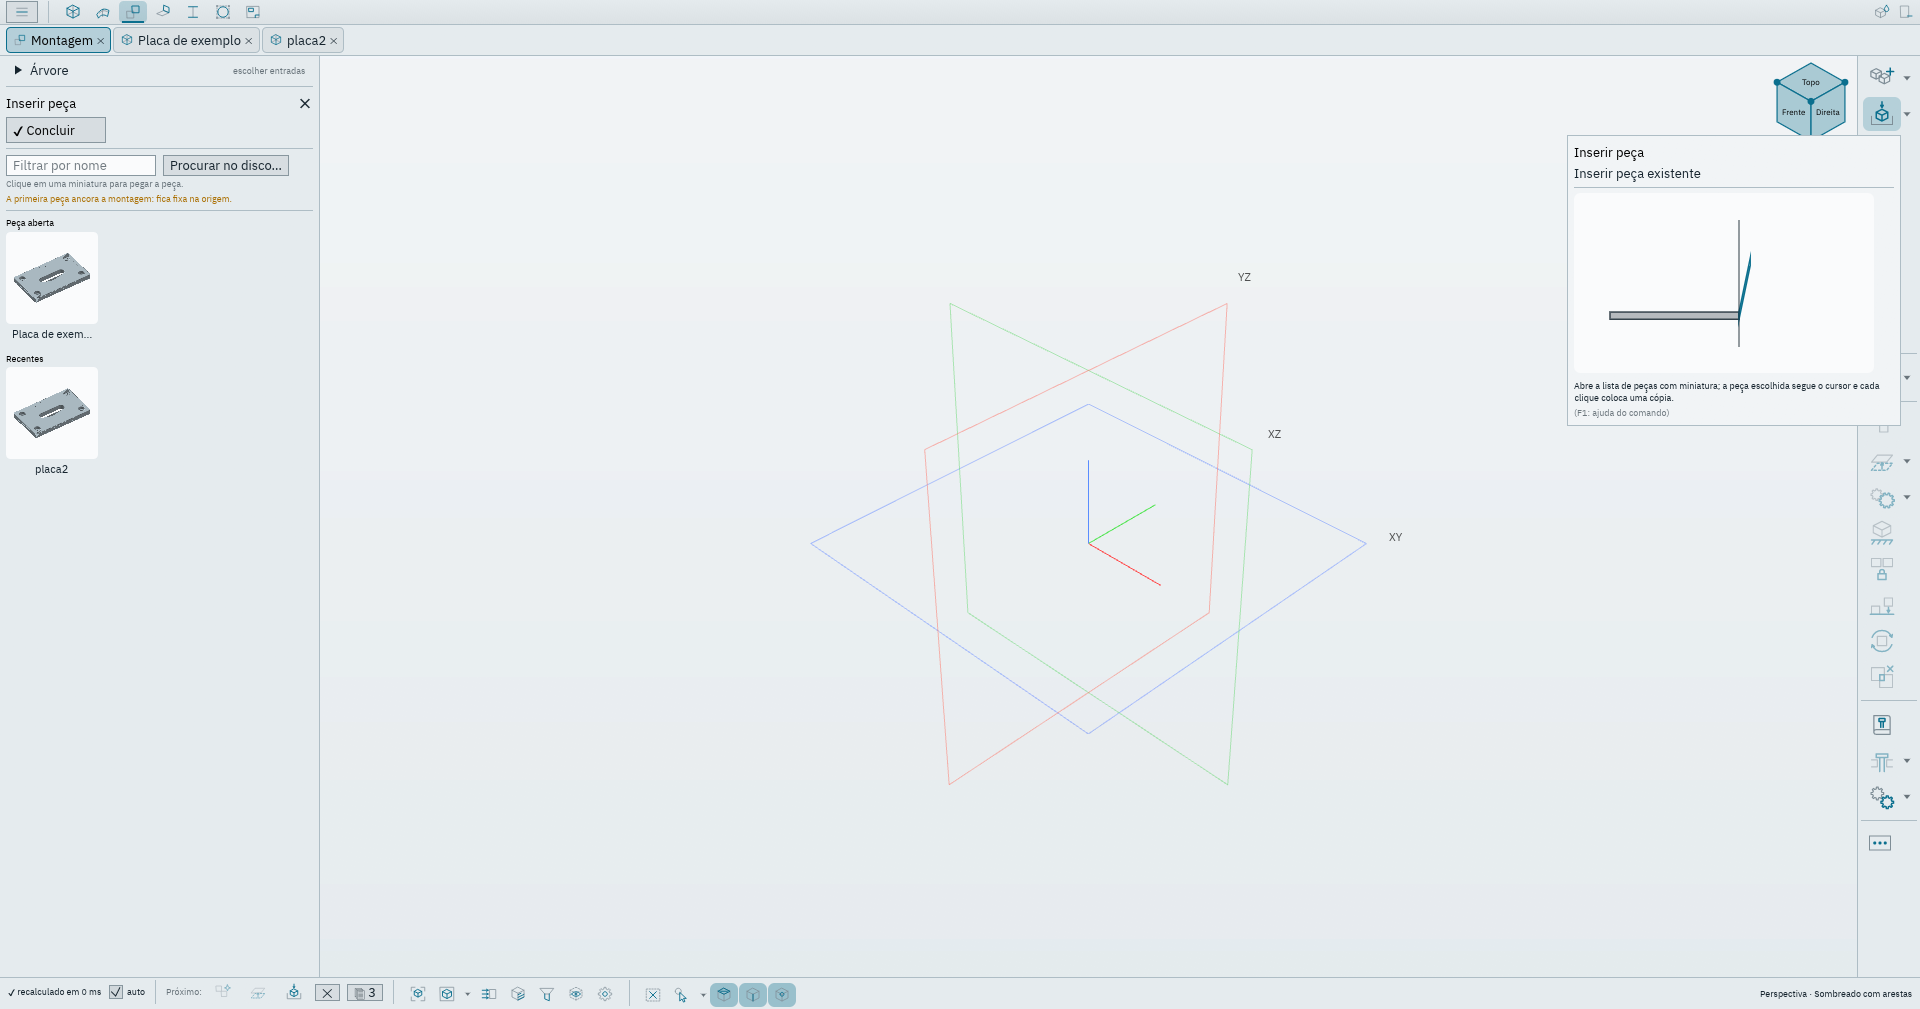 Montagem
Placa de exemplo
placa2
Árvore
escolher entradas
Inserir peça
Concluir
Filtrar por nome
Procurar no disco...
Clique em uma miniatura para pegar a peça.
A primeira peça ancora a montagem: fica fixa na origem.
Peça aberta
Placa de exem...
Recentes
placa2
YZ
XZ
XY
Topo
Frente
Direita
Inserir peça
Inserir peça existente
Abre a lista de peças com miniatura; a peça escolhida segue o cursor e cada
clique coloca uma cópia.
(F1: ajuda do comando)
recalculado em 0 ms
auto
Próximo:
3
Perspectiva · Sombreado com arestas